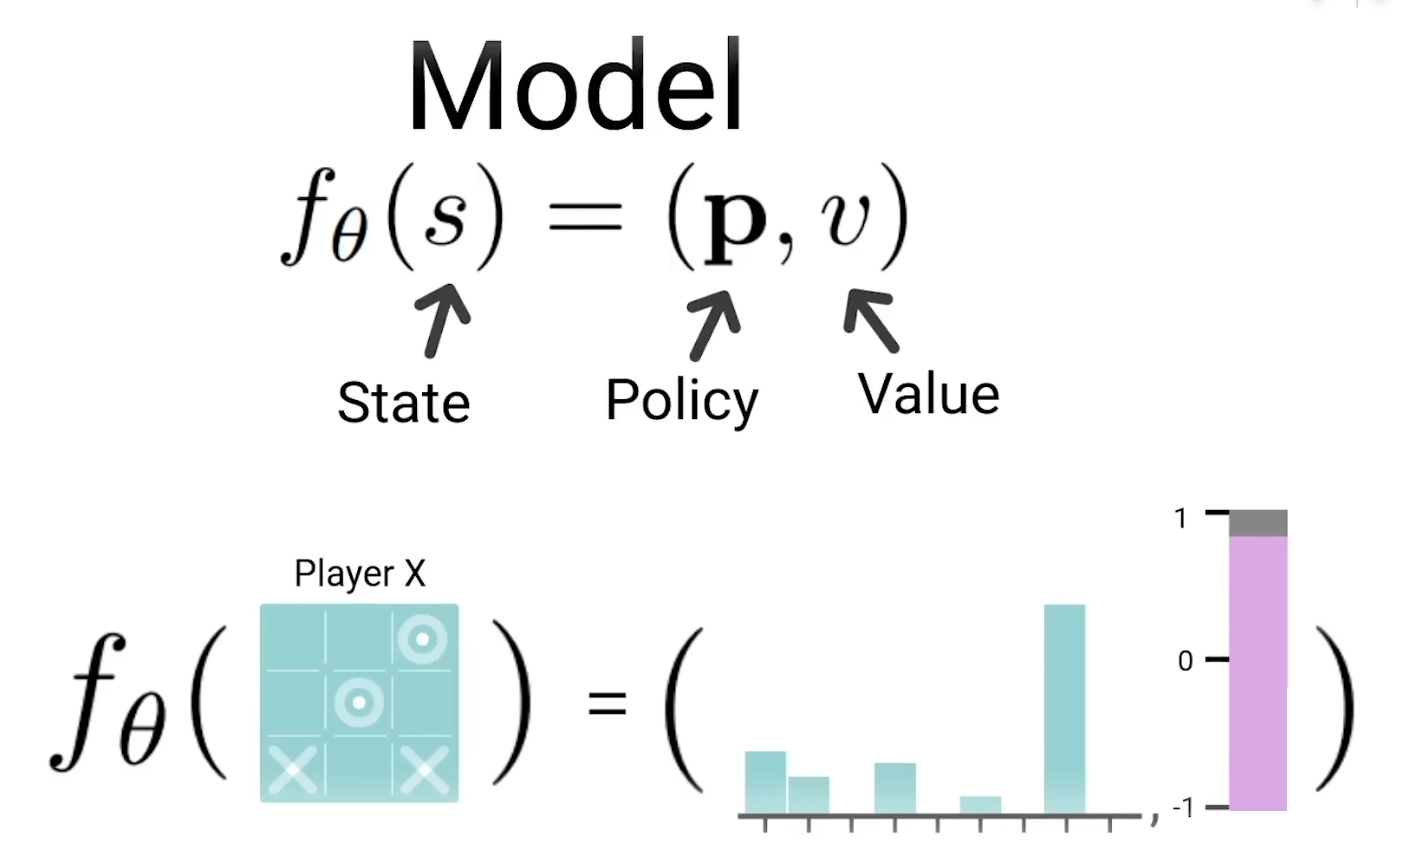 Model
fθ(s) = (p, v)
State
Policy
Value
Player X
fθ( ) = ( , )
1
0
-1